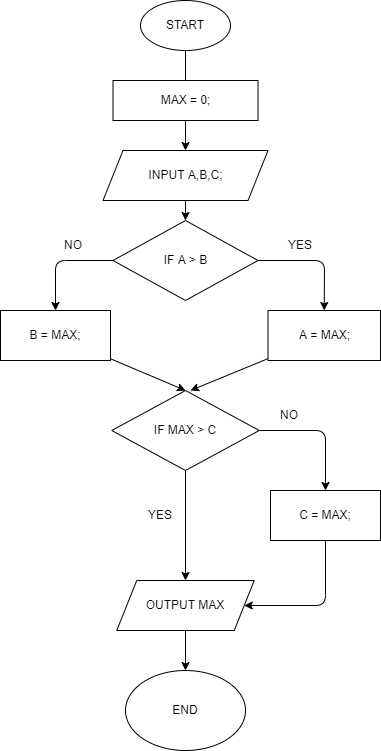 START
MAX = 0;
INPUT A,B,C;
IF A > B
NO
YES
B = MAX;
A = MAX;
IF MAX > C
NO
YES
C = MAX;
OUTPUT MAX
END